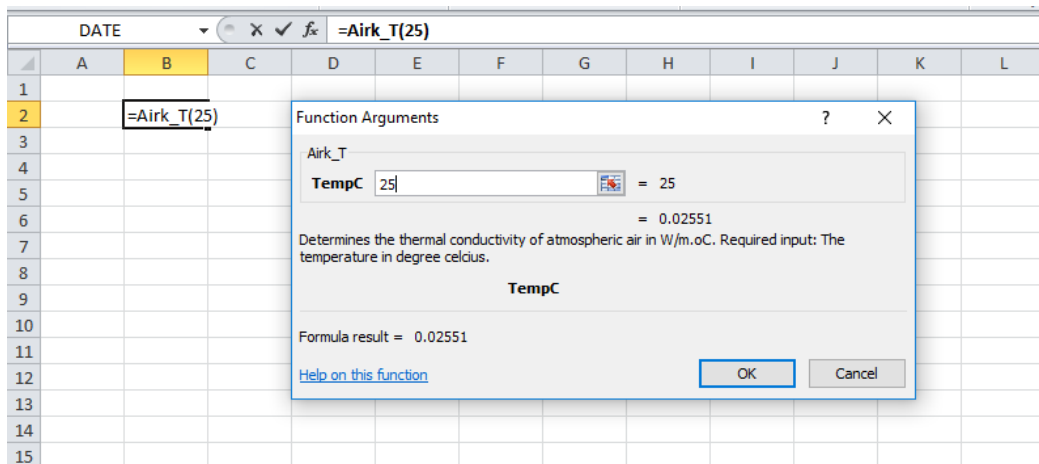 DATE =Airk_T(25)
A B C D E F G H I J K L
1
2 =Airk_T(25)
3
4
5
6
7
8
9
10
11
12
13
14
15
Function Arguments ? X
Airk_T
TempC 25 = 25
= 0.02551
Determines the thermal conductivity of atmospheric air in W/m.oC. Required input: The
temperature in degree celcius.
TempC
Formula result = 0.02551
Help on this function OK Cancel